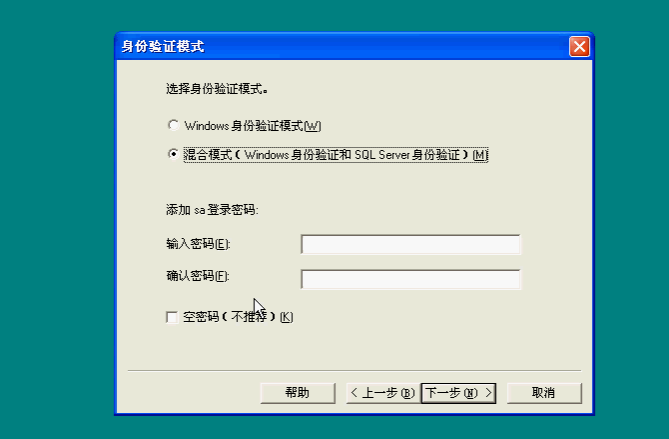 身份验证模式
选择身份验证模式。
Windows 身份验证模式(W)
混合模式（Windows 身份验证和 SQL Server 身份验证）(M)
添加 sa 登录密码:
输入密码(E):
确认密码(F):
空密码（不推荐）(K)
帮助 < 上一步(B) 下一步(N) > 取消